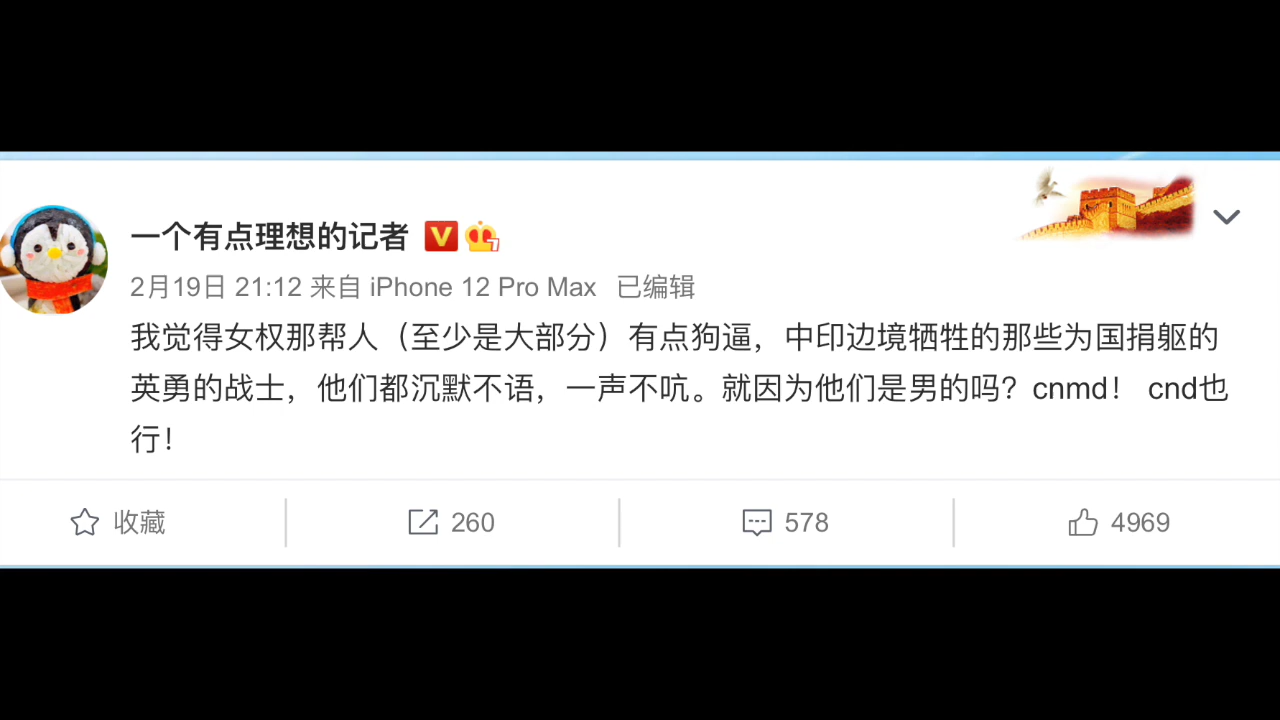 一个有点理想的记者
2月19日 21:12 来自 iPhone 12 Pro Max 已编辑
我觉得女权那帮人（至少是大部分）有点狗逼，中印边境牺牲的那些为国捐躯的
英勇的战士，他们都沉默不语，一声不吭。就因为他们是男的吗？cnmd！ cnd也
行！
收藏 260 578 4969